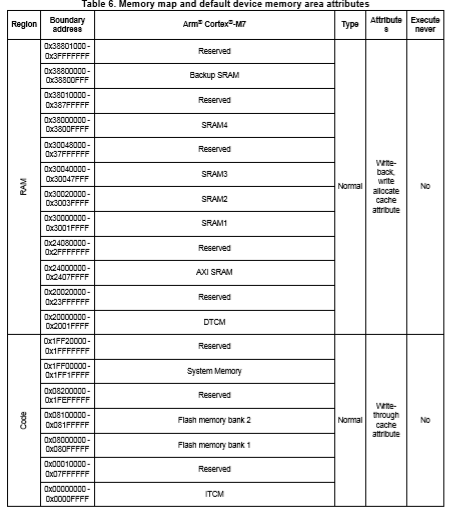 Table 6. Memory map and default device memory area attributes
Region Boundary address Arm® Cortex®-M7 Type Attributes Execute never
RAM
0x38801000 - 0x3FFFFFFF Reserved
0x38800000 - 0x38800FFF Backup SRAM
0x38010000 - 0x387FFFFF Reserved
0x38000000 - 0x3800FFFF SRAM4
0x30048000 - 0x37FFFFFF Reserved
0x30040000 - 0x30047FFF SRAM3
0x30020000 - 0x3003FFFF SRAM2
0x30000000 - 0x3001FFFF SRAM1
0x24080000 - 0x2FFFFFFF Reserved
0x24000000 - 0x2407FFFF AXI SRAM
0x20020000 - 0x23FFFFFF Reserved
0x20000000 - 0x2001FFFF DTCM
Normal
Write-back, write allocate cache attribute
No
Code
0x1FF20000 - 0x1FFFFFFF Reserved
0x1FF00000 - 0x1FF1FFFF System Memory
0x08200000 - 0x1FEFFFFF Reserved
0x08100000 - 0x081FFFFF Flash memory bank 2
0x08000000 - 0x080FFFFF Flash memory bank 1
0x00010000 - 0x07FFFFFF Reserved
0x00000000 - 0x0000FFFF ITCM
Normal
Write-through cache attribute
No